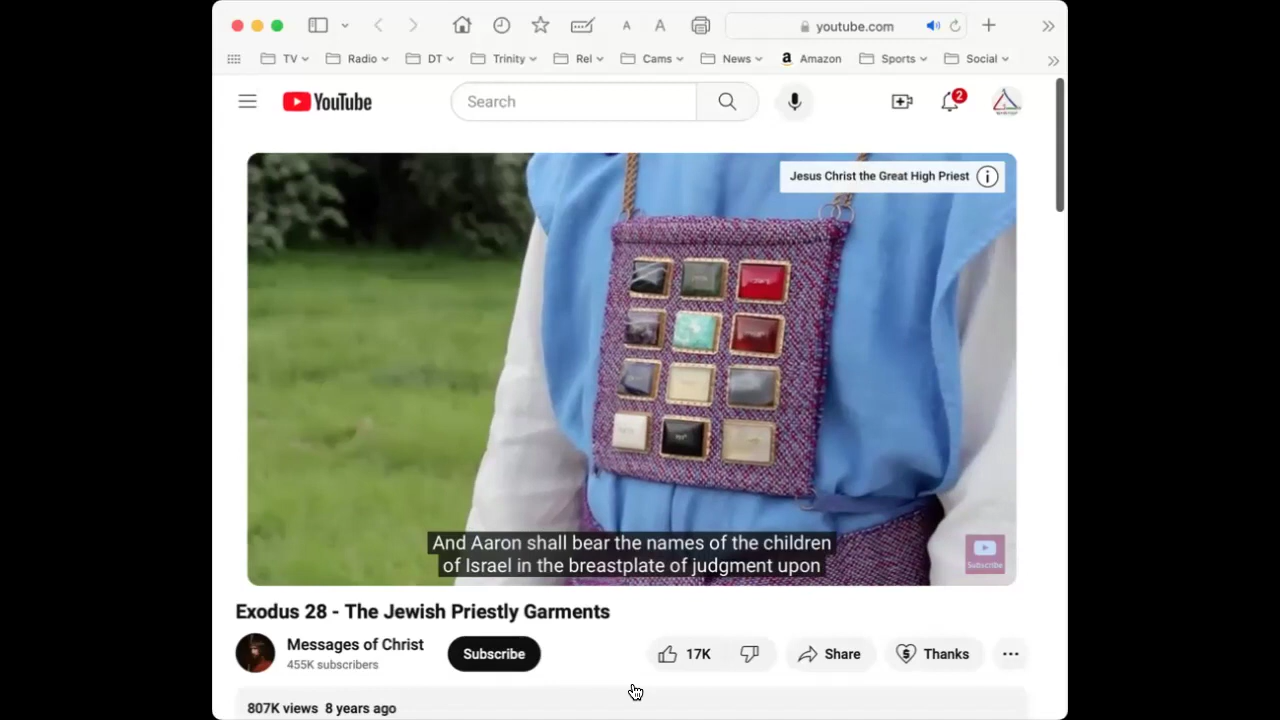 youtube.com
TV Radio DT Trinity Rel Cams News Amazon Sports Social
YouTube
Search
2
Jesus Christ the Great High Priest
And Aaron shall bear the names of the children
of Israel in the breastplate of judgment upon
Subscribe
Exodus 28 - The Jewish Priestly Garments
Messages of Christ
455K subscribers
Subscribe
17K
Share
Thanks
807K views 8 years ago